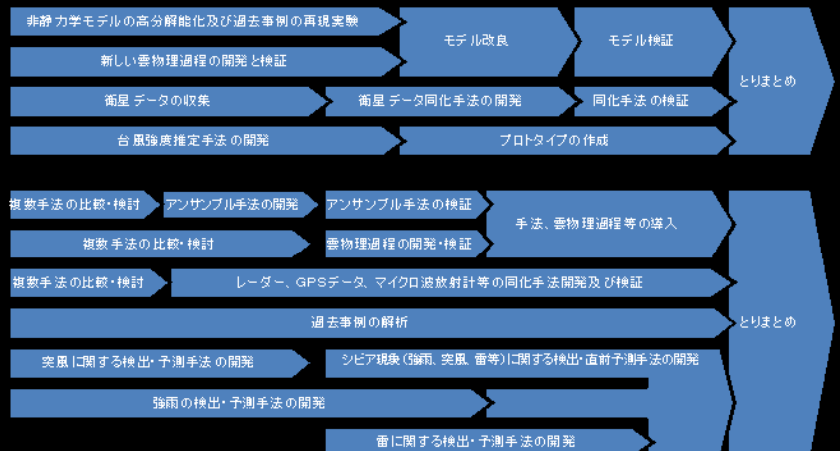 非静力学モデルの高分解能化及び過去事例の再現実験
モデル改良
モデル検証
とりまとめ
新しい雲物理過程の開発と検証
衛星データの収集
衛星データ同化手法の開発
同化手法の検証
台風強度推定手法の開発
プロトタイプの作成
複数手法の比較・検討
アンサンブル手法の開発
アンサンブル手法の検証
手法、雲物理過程等の導入
複数手法の比較・検討
雲物理過程の開発・検証
複数手法の比較・検討
レーダー、GPSデータ、マイクロ波放射計等の同化手法開発及び検証
過去事例の解析
とりまとめ
突風に関する検出・予測手法の開発
シビア現象(強雨、突風、雷等)に関する検出・直前予測手法の開発
強雨の検出・予測手法の開発
雷に関する検出・予測手法の開発